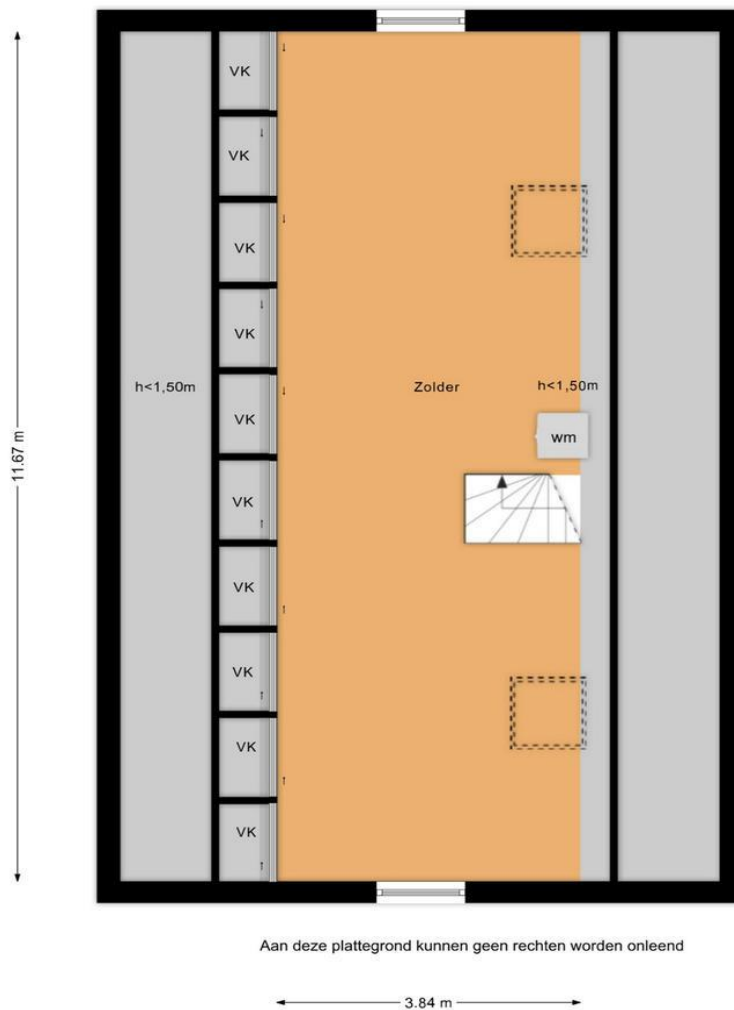 VK
VK
VK
VK
h<1,50m
Zolder
h<1,50m
VK
wm
11.67 m
VK
VK
VK
VK
VK
Aan deze plattegrond kunnen geen rechten worden onleend
3.84 m